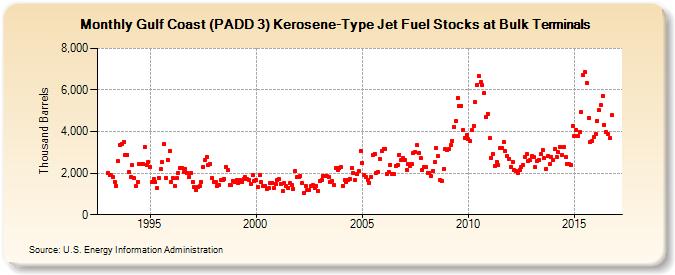 Monthly Gulf Coast (PADD 3) Kerosene-Type Jet Fuel Stocks at Bulk Terminals
Thousand Barrels
8,000
6,000
4,000
2,000
0
1995 2000 2005 2010 2015
Source: U.S. Energy Information Administration